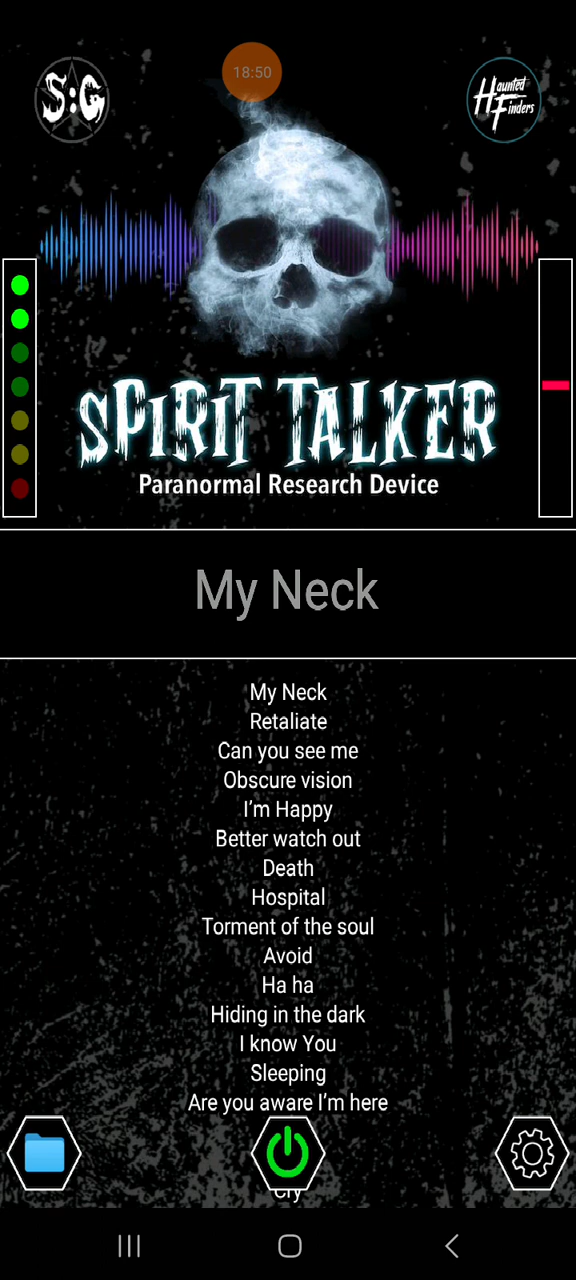 18:50
S:G
Haunted
Finders
SPIRIT TALKER
Paranormal Research Device
My Neck
My Neck
Retaliate
Can you see me
Obscure vision
I’m Happy
Better watch out
Death
Hospital
Torment of the soul
Avoid
Ha ha
Hiding in the dark
I know You
Sleeping
Are you aware I’m here
Cry